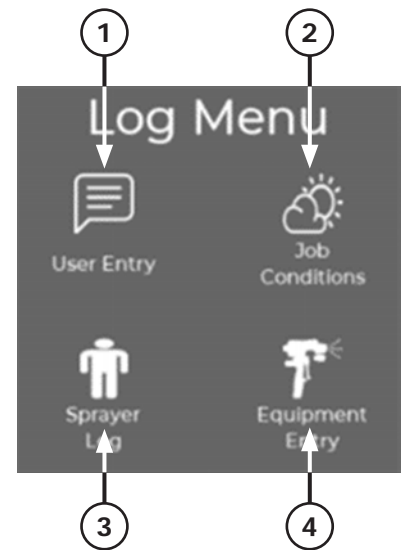 1 2
Log Menu
User Entry
Job
Conditions
Sprayer
Log
Equipment
Entry
3 4